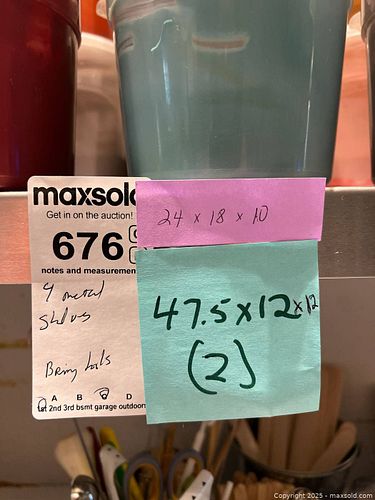 maxsold
Get in on the auction!
676
notes and measuremen
4 metal
shelves
Bring tools
A B C D
1st 2nd 3rd bsmt garage outdoor
24 x 18 x 10
47.5 x 12 x 12
(2)
Copyright 2025 - maxsold.com